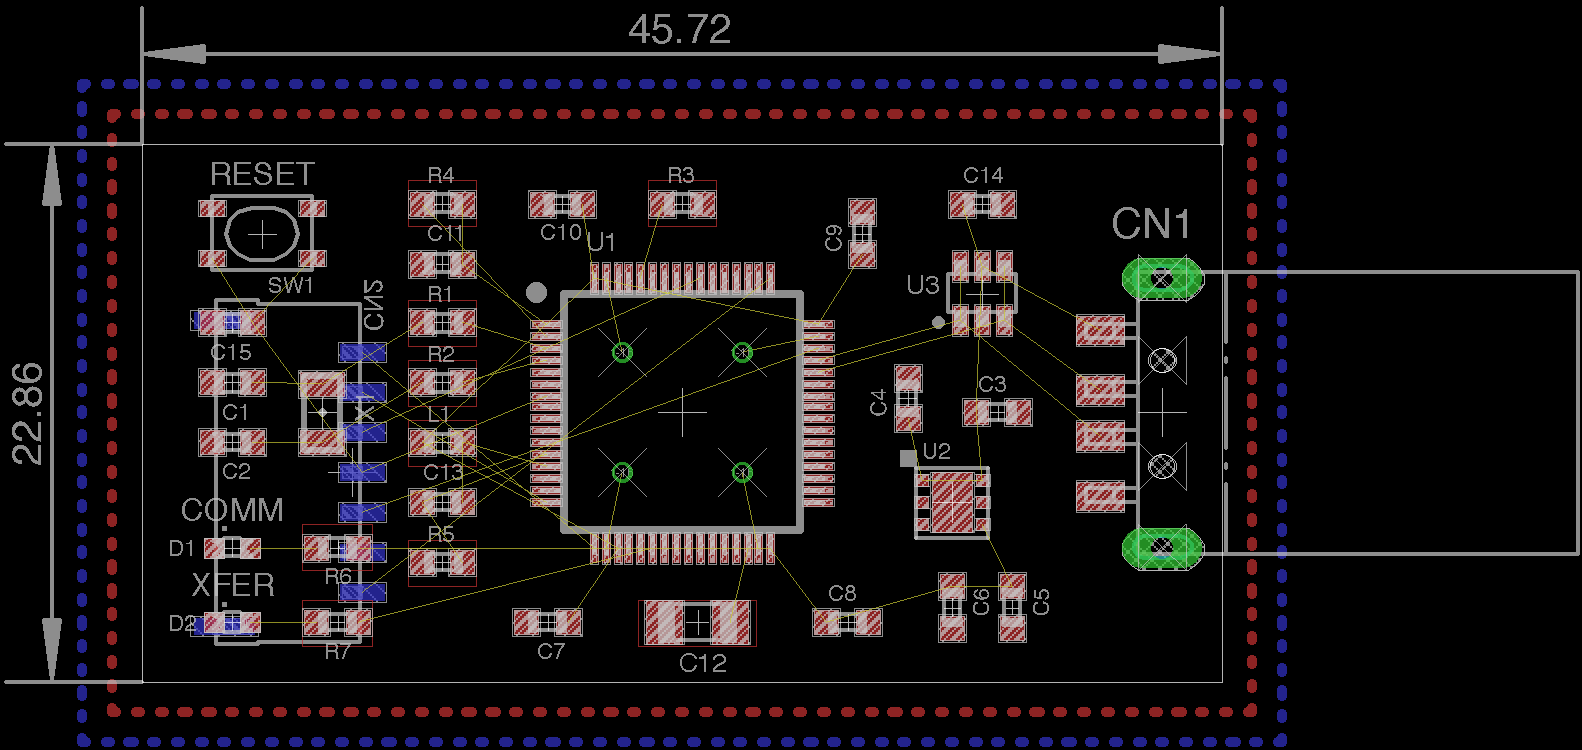 45.72
22.86
RESET
R4
R3
C14
C11
C10
U1
C9
CN1
SW1
CN2
R1
U3
C15
R2
C1
X1
L1
C4
C3
C2
C13
U2
COMM
D1
R6
R5
XFER
D2
R7
C7
C12
C8
C6
C5